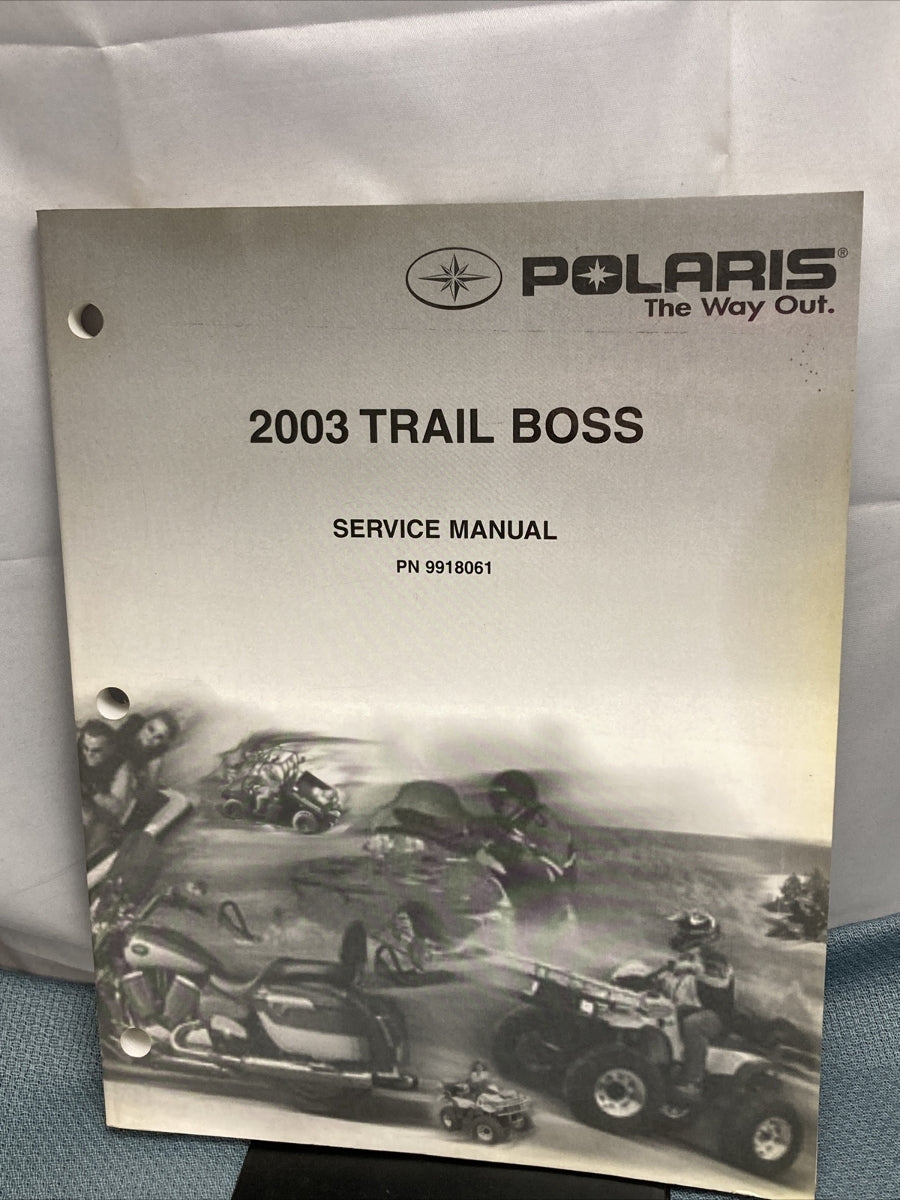 POLARIS®
The Way Out.
2003 TRAIL BOSS
SERVICE MANUAL
PN 9918061